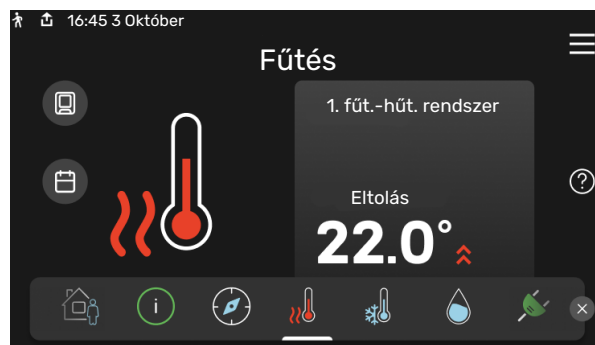 16:45 3 Október
Fűtés
1. fűt.-hűt. rendszer
Eltolás
22.0°